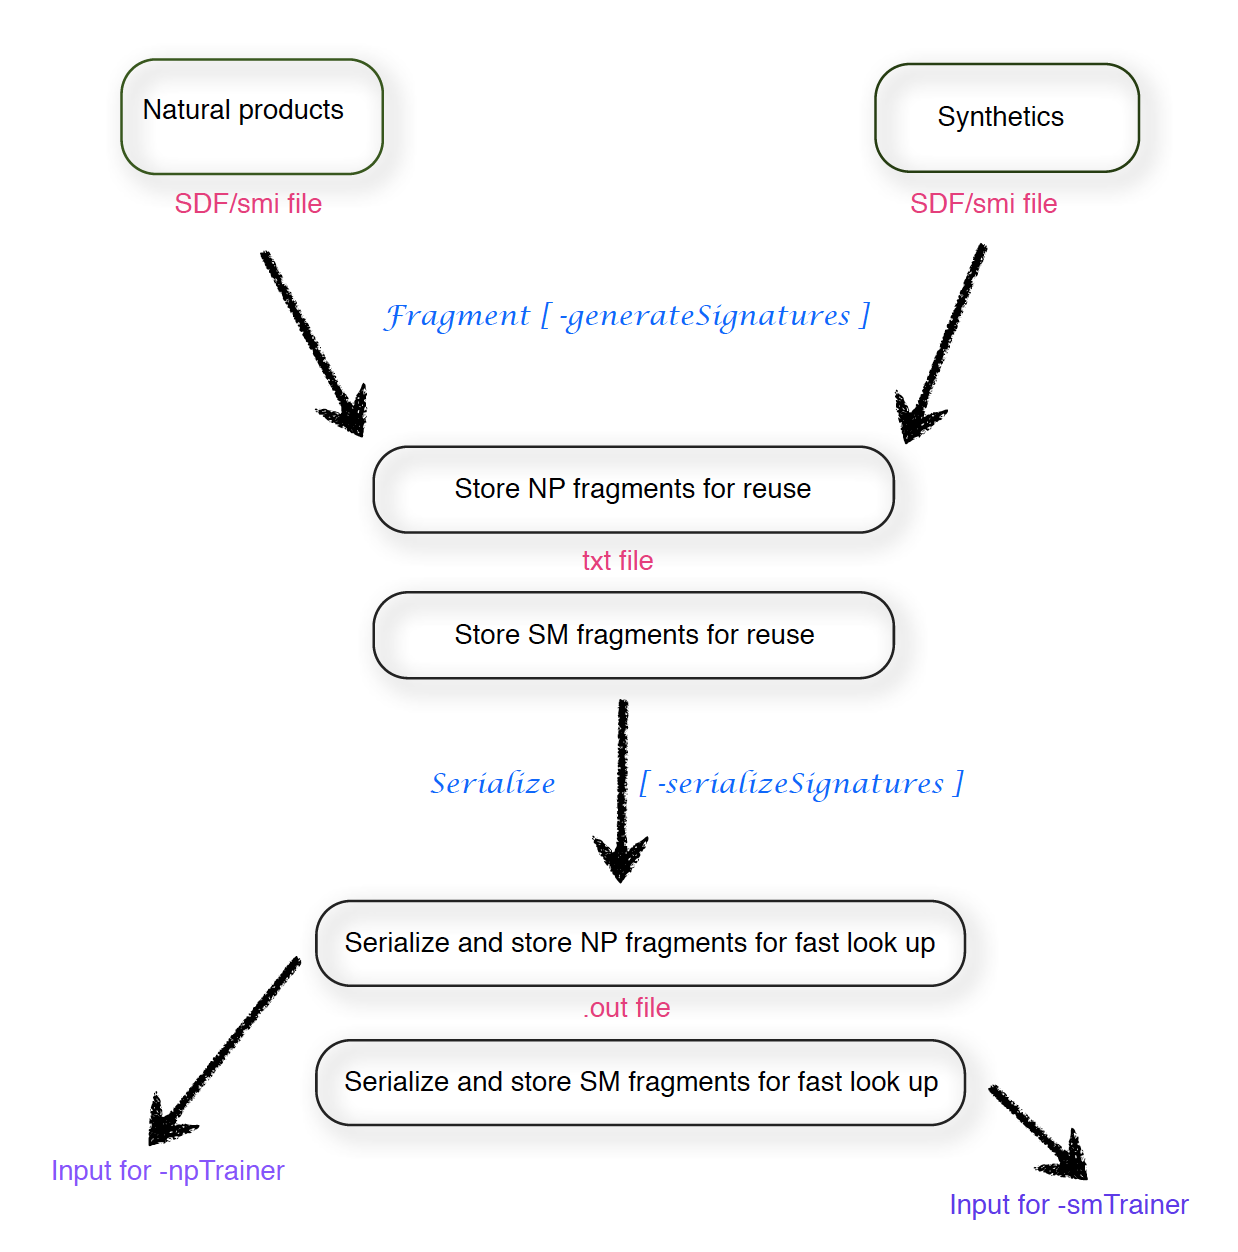 Natural products
Synthetics
SDF/smi file
SDF/smi file
Fragment [ -generateSignatures ]
Store NP fragments for reuse
txt file
Store SM fragments for reuse
Serialize [ -serializeSignatures ]
Serialize and store NP fragments for fast look up
.out file
Serialize and store SM fragments for fast look up
Input for -npTrainer
Input for -smTrainer